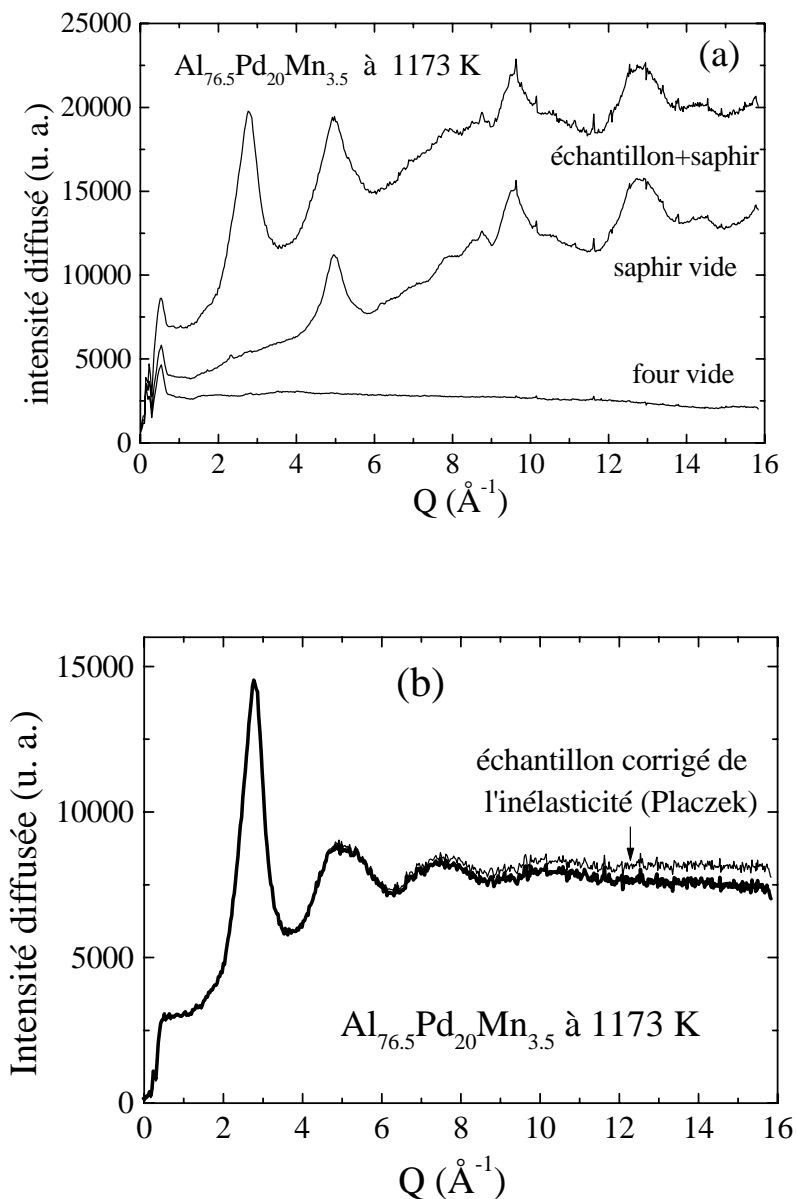 25000
20000
15000
10000
5000
0
intensité diffusé (u. a.)
Al76.5Pd20Mn3.5 à 1173 K
(a)
échantillon+saphir
saphir vide
four vide
0 2 4 6 8 10 12 14 16
Q (Å-1)
15000
10000
5000
0
Intensité diffusée (u. a.)
(b)
échantillon corrigé de
l'inélasticité (Placzek)
Al76.5Pd20Mn3.5 à 1173 K
0 2 4 6 8 10 12 14 16
Q (Å-1)